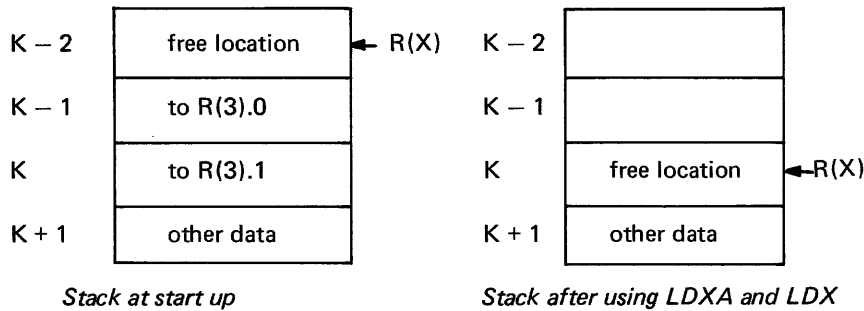 K – 2 free location R(X)
K – 1 to R(3).0
K to R(3).1
K + 1 other data
Stack at start up
K – 2
K – 1
K free location R(X)
K + 1 other data
Stack after using LDXA and LDX